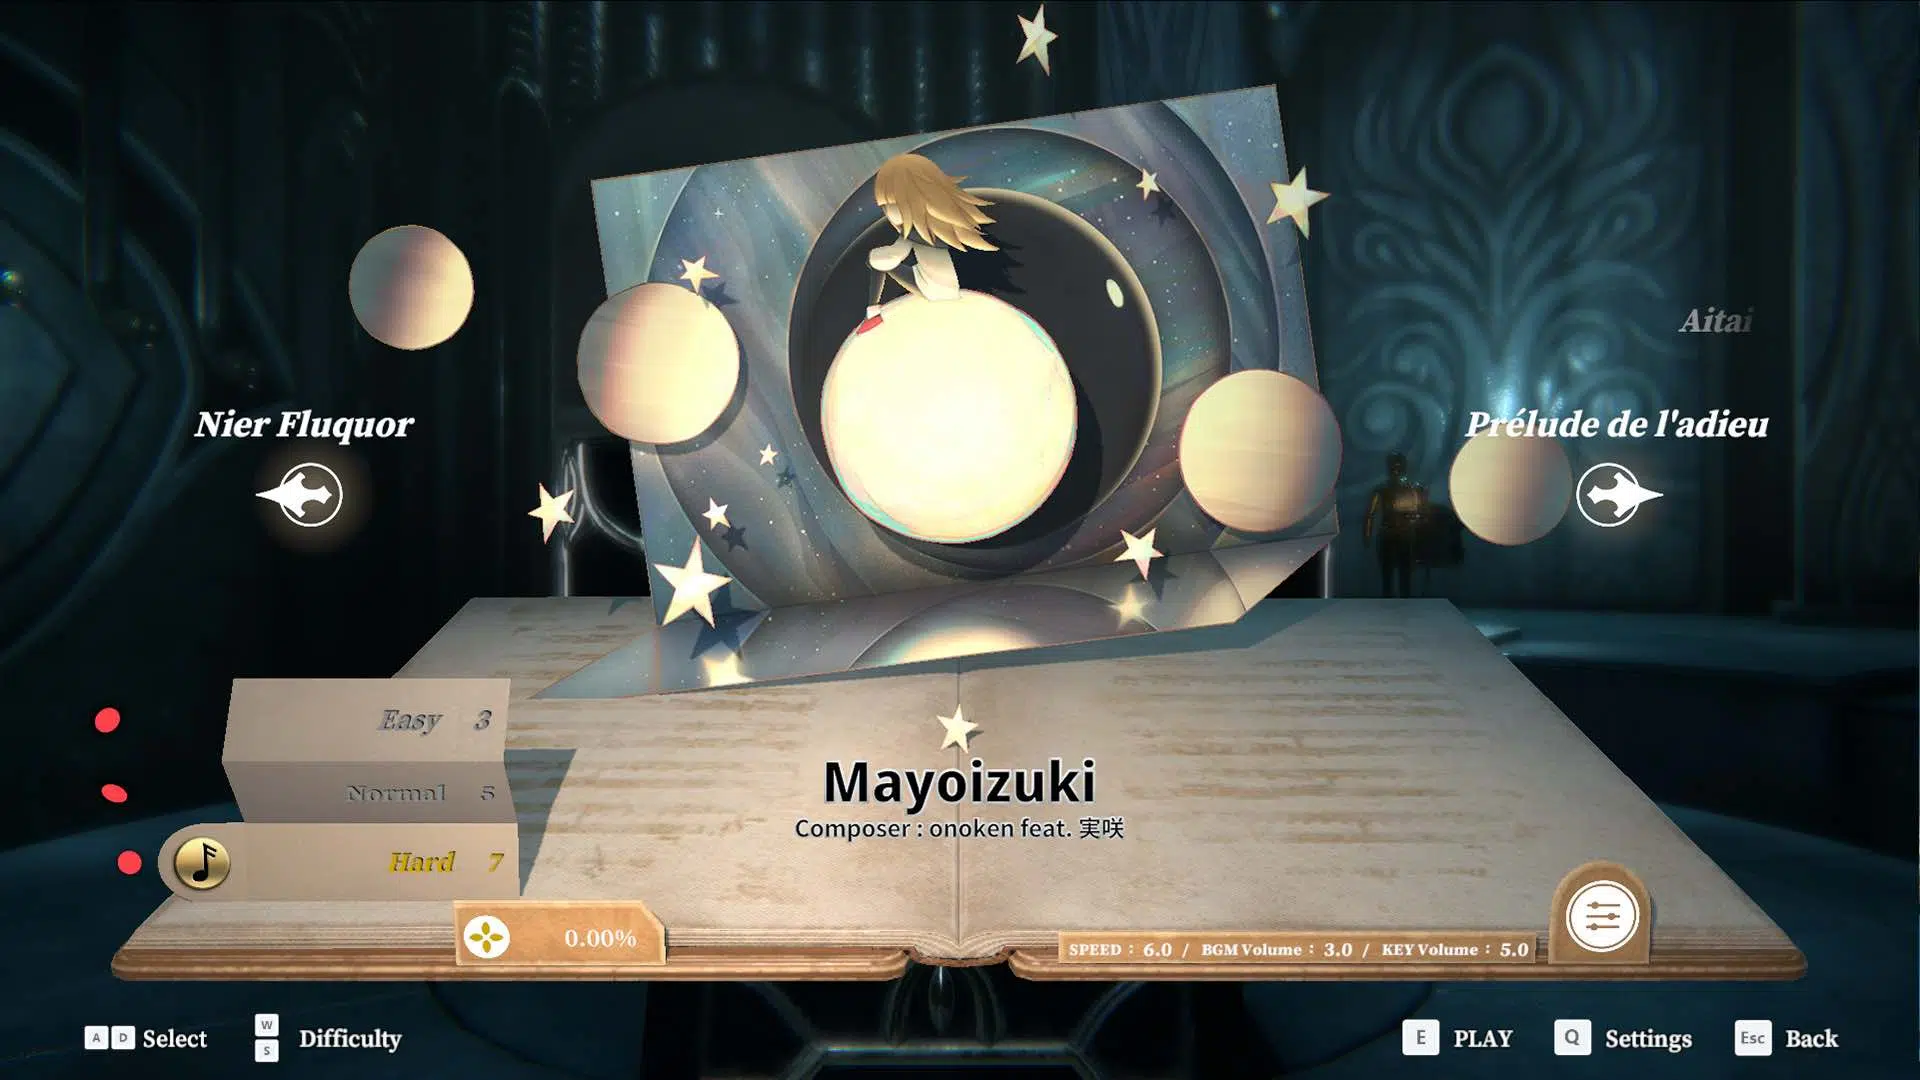 Aitai
Nier Fluquor
Prélude de l'adieu
Easy 3
Normal 5
Hard 7
Mayoizuki
Composer : onoken feat. 実咲
0.00%
SPEED : 6.0 / BGM Volume : 3.0 / KEY Volume : 5.0
A D Select
W S Difficulty
E PLAY
Q Settings
Esc Back